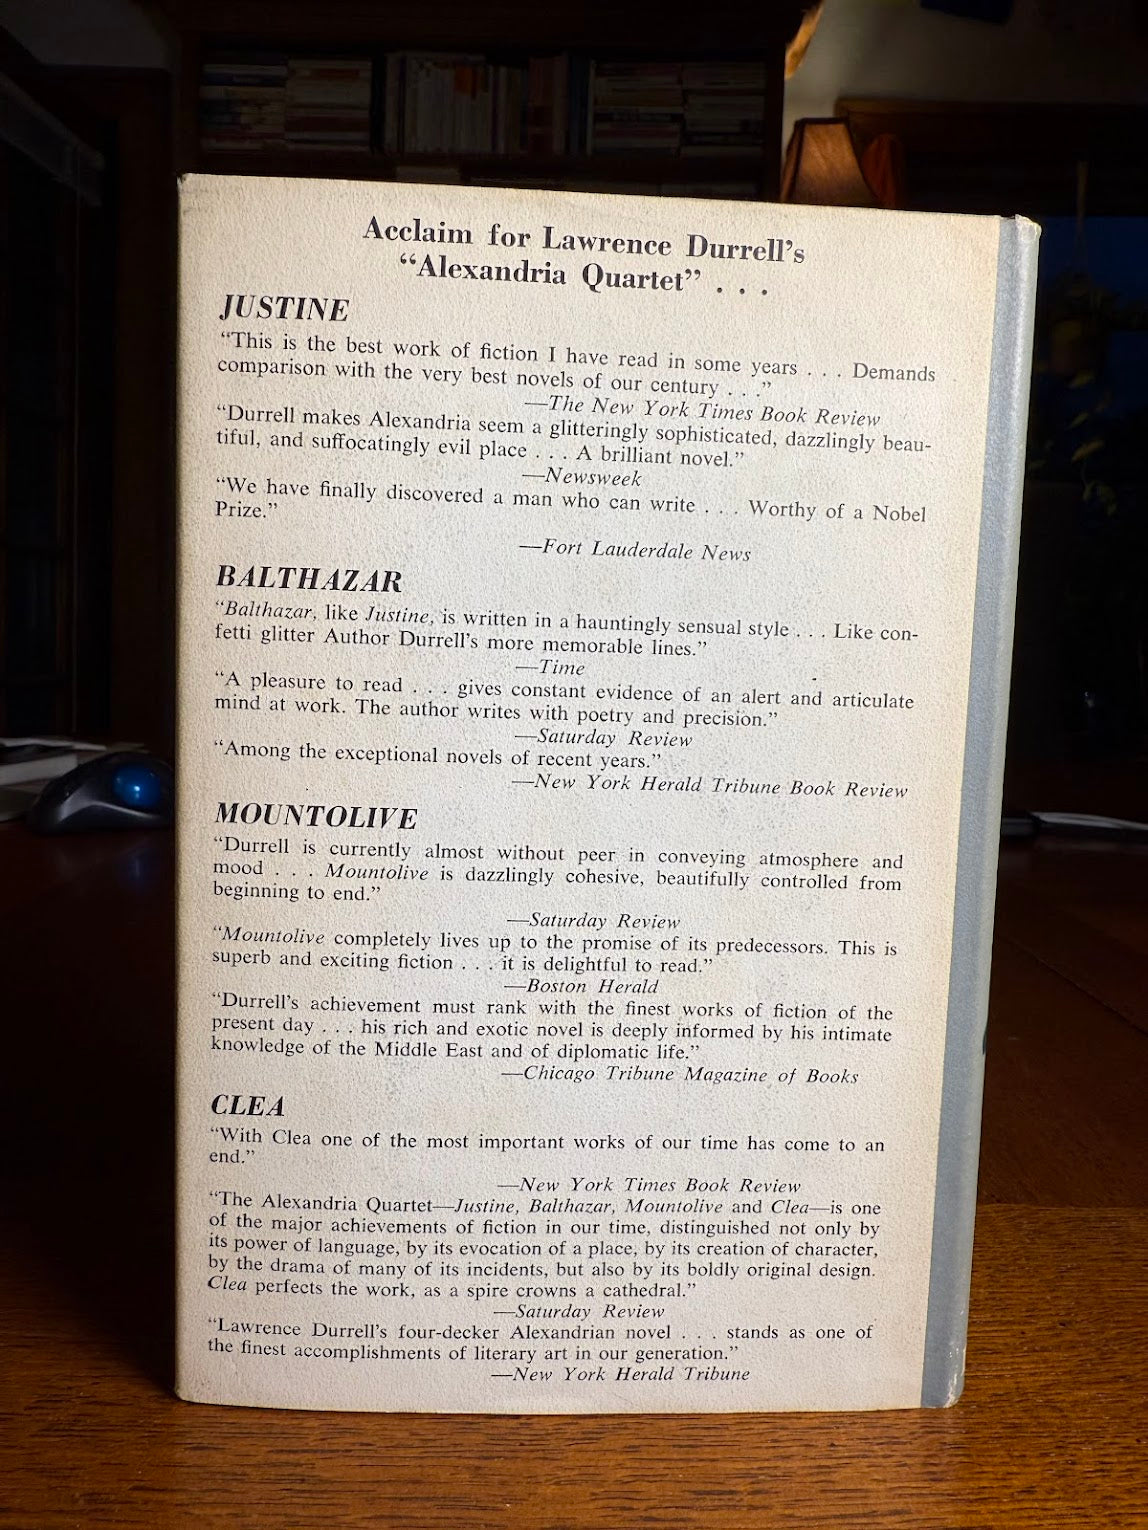 Acclaim for Lawrence Durrell's
“Alexandria Quartet” . . .
JUSTINE
“This is the best work of fiction I have read in some years . . . Demands
comparison with the very best novels of our century . . .”
—The New York Times Book Review
“Durrell makes Alexandria seem a glitteringly sophisticated, dazzlingly beau-
tiful, and suffocatingly evil place . . . A brilliant novel.”
—Newsweek
“We have finally discovered a man who can write . . . Worthy of a Nobel
Prize.”
—Fort Lauderdale News
BALTHAZAR
“Balthazar, like Justine, is written in a hauntingly sensual style . . . Like con-
fetti glitter Author Durrell's more memorable lines.”
—Time
“A pleasure to read . . . gives constant evidence of an alert and articulate
mind at work. The author writes with poetry and precision.”
—Saturday Review
“Among the exceptional novels of recent years.”
—New York Herald Tribune Book Review
MOUNTOLIVE
“Durrell is currently almost without peer in conveying atmosphere and
mood . . . Mountolive is dazzlingly cohesive, beautifully controlled from
beginning to end.”
—Saturday Review
“Mountolive completely lives up to the promise of its predecessors. This is
superb and exciting fiction . . . it is delightful to read.”
—Boston Herald
“Durrell's achievement must rank with the finest works of fiction of the
present day . . . his rich and exotic novel is deeply informed by his intimate
knowledge of the Middle East and of diplomatic life.”
—Chicago Tribune Magazine of Books
CLEA
“With Clea one of the most important works of our time has come to an
end.”
—New York Times Book Review
“The Alexandria Quartet—Justine, Balthazar, Mountolive and Clea—is one
of the major achievements of fiction in our time, distinguished not only by
its power of language, by its evocation of a place, by its creation of character,
by the drama of many of its incidents, but also by its boldly original design.
Clea perfects the work, as a spire crowns a cathedral.”
—Saturday Review
“Lawrence Durrell's four-decker Alexandrian novel . . . stands as one of
the finest accomplishments of literary art in our generation.”
—New York Herald Tribune